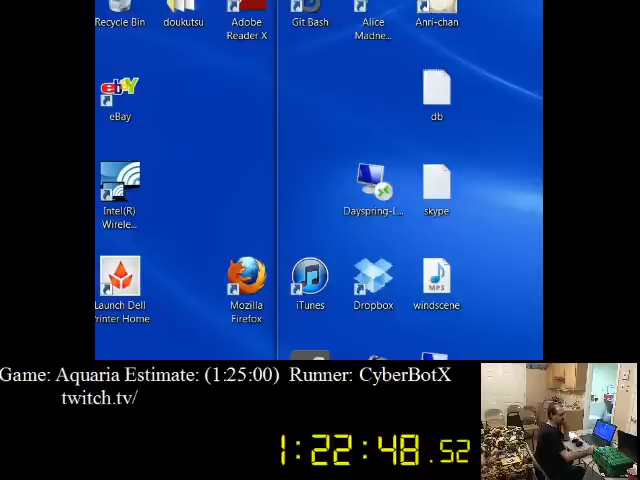 Recycle Bin
doukutsu
Adobe
Reader X
Git Bash
Alice
Madne...
Anri-chan
ebY
eBay
db
Intel(R)
Wirele...
Dayspring-L...
skype
Launch Dell
rinter Home
Mozilla
Firefox
iTunes
Dropbox
MP3
windscene
Game: Aquaria Estimate: (1:25:00) Runner: CyberBotX
twitch.tv/
1:22:48.52